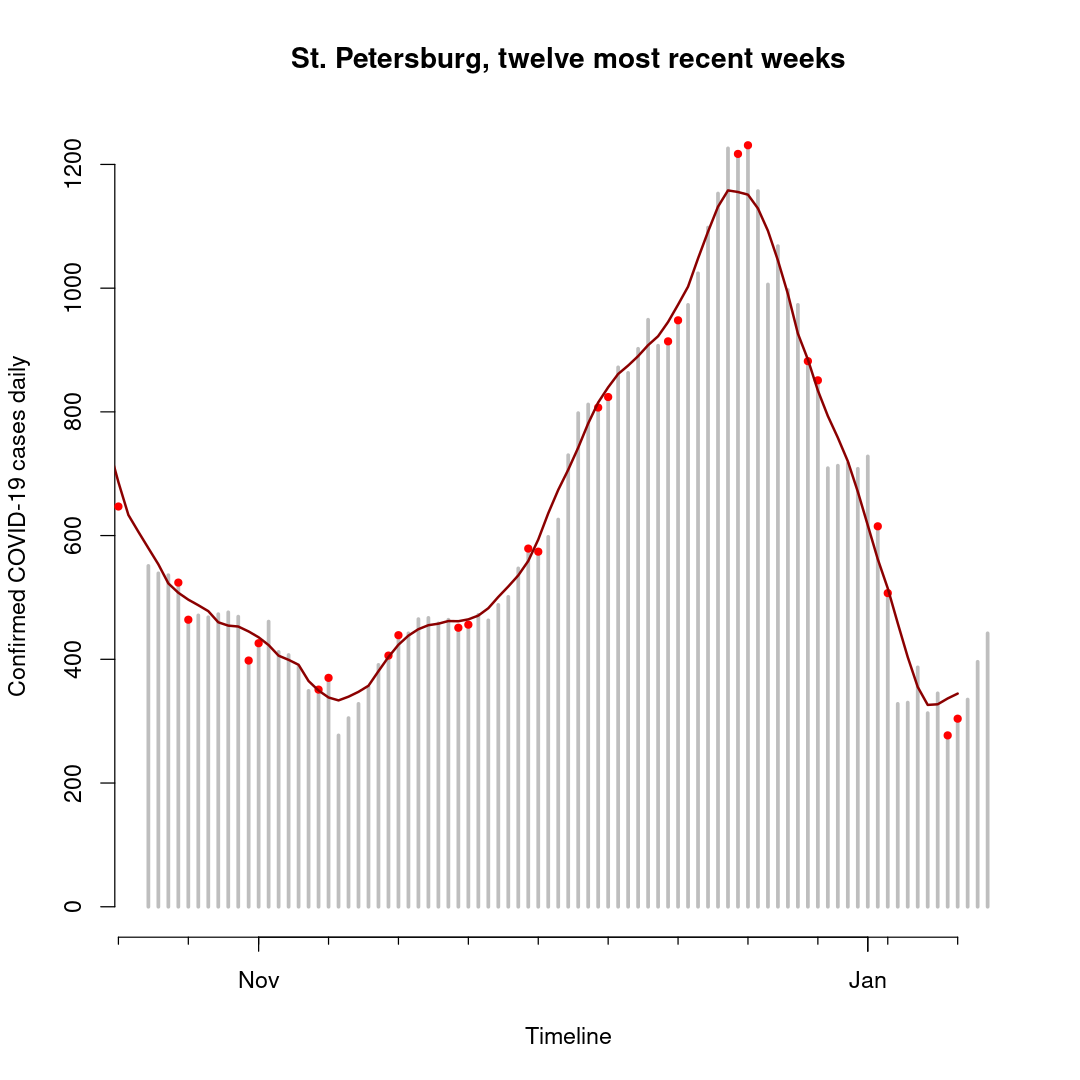 St. Petersburg, twelve most recent weeks
Confirmed COVID-19 cases daily
1200
1000
800
600
400
200
0
Nov
Jan
Timeline